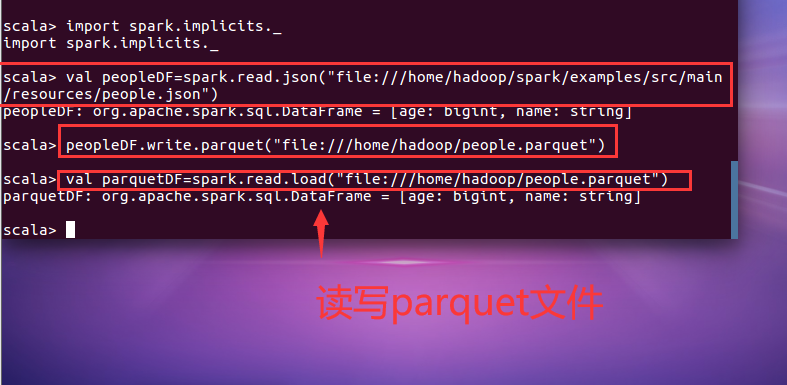 scala> import spark.implicits._
import spark.implicits._
scala> val peopleDF=spark.read.json("file:///home/hadoop/spark/examples/src/main
/resources/people.json")
peopleDF: org.apache.spark.sql.DataFrame = [age: bigint, name: string]
scala> peopleDF.write.parquet("file:///home/hadoop/people.parquet")
scala> val parquetDF=spark.read.load("file:///home/hadoop/people.parquet")
parquetDF: org.apache.spark.sql.DataFrame = [age: bigint, name: string]
scala>
读写parquet文件